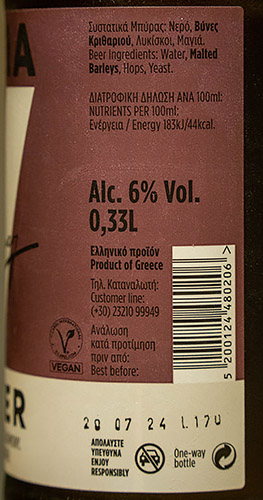 Συστατικά Μπύρας: Νερό, Βύνες
Κριθαριού, Λυκίσκοι, Μαγιά.
Beer Ingredients: Water, Malted
Barleys, Hops, Yeast.
ΔΙΑΤΡΟΦΙΚΗ ΔΗΛΩΣΗ ΑΝΑ 100ml:
NUTRIENTS PER 100ml:
Ενέργεια / Energy 183kJ/44kcal.
Alc. 6% Vol.
0,33L
Ελληνικό προϊόν
Product of Greece
Τηλ. Καταναλωτή:
Customer line:
(+30) 23210 99949
Ανάλωση
κατά προτίμηση
πριν από:
Best before:
VEGAN
5 200124 480206 >
20 07 24 L.120
ΑΠΟΛΑΥΣΤΕ
ΥΠΕΥΘΥΝΑ
ENJOY
RESPONSIBLY
One-way
bottle